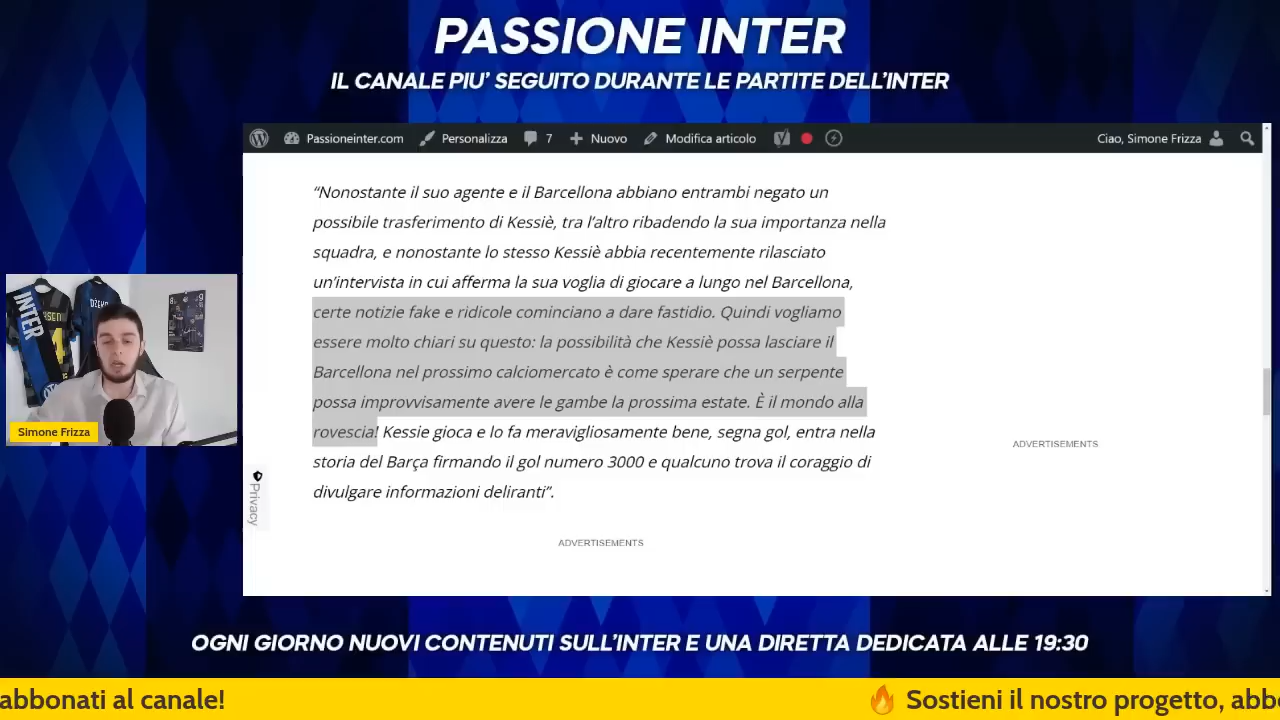 PASSIONE INTER
IL CANALE PIU' SEGUITO DURANTE LE PARTITE DELL'INTER
Passioneinter.com Personalizza 7 Nuovo Modifica articolo Ciao, Simone Frizza
“Nonostante il suo agente e il Barcellona abbiano entrambi negato un
possibile trasferimento di Kessiè, tra l’altro ribadendo la sua importanza nella
squadra, e nonostante lo stesso Kessiè abbia recentemente rilasciato
un’intervista in cui afferma la sua voglia di giocare a lungo nel Barcellona,
certe notizie fake e ridicole cominciano a dare fastidio. Quindi vogliamo
essere molto chiari su questo: la possibilità che Kessiè possa lasciare il
Barcellona nel prossimo calciomercato è come sperare che un serpente
possa improvvisamente avere le gambe la prossima estate. È il mondo alla
rovescia! Kessie gioca e lo fa meravigliosamente bene, segna gol, entra nella
storia del Barça firmando il gol numero 3000 e qualcuno trova il coraggio di
divulgare informazioni deliranti”.
ADVERTISEMENTS
ADVERTISEMENTS
Privacy
INTER
DŽEKO
Simone Frizza
OGNI GIORNO NUOVI CONTENUTI SULL'INTER E UNA DIRETTA DEDICATA ALLE 19:30
abbonati al canale! 🔥 Sostieni il nostro progetto, abbo